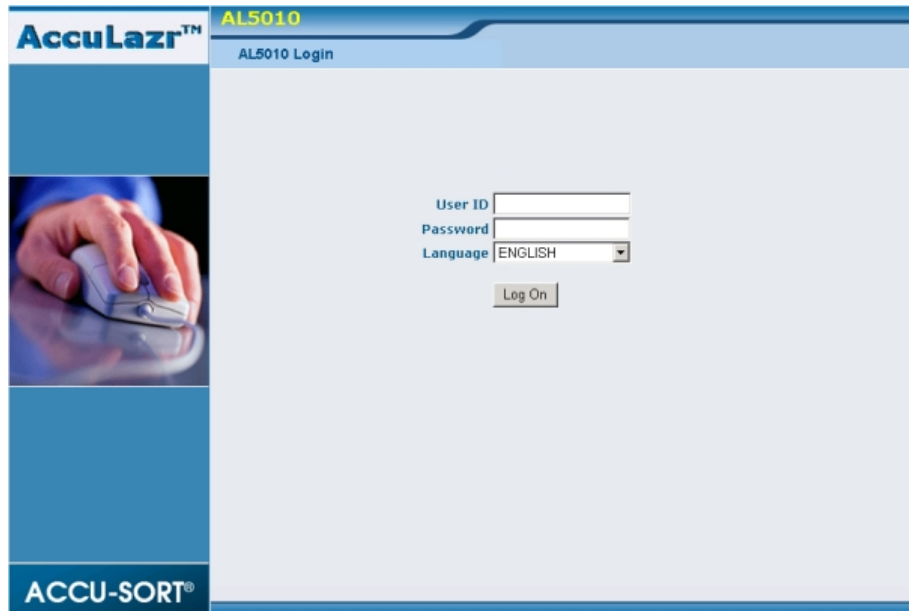 AccuLazr™
AL5010
AL5010 Login
User ID
Password
Language ENGLISH
Log On
ACCU-SORT®